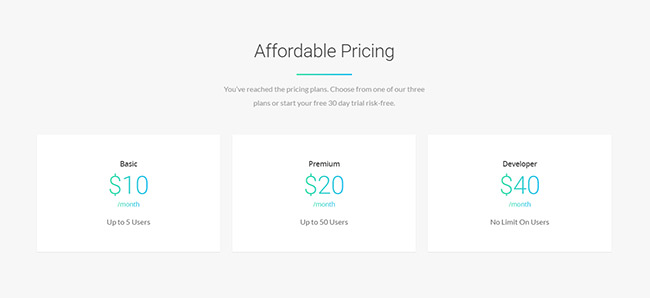 Affordable Pricing
You've reached the pricing plans. Choose from one of our three
plans or start your free 30 day trial risk-free.
Basic
$10
/month
Up to 5 Users
Premium
$20
/month
Up to 50 Users
Developer
$40
/month
No Limit On Users